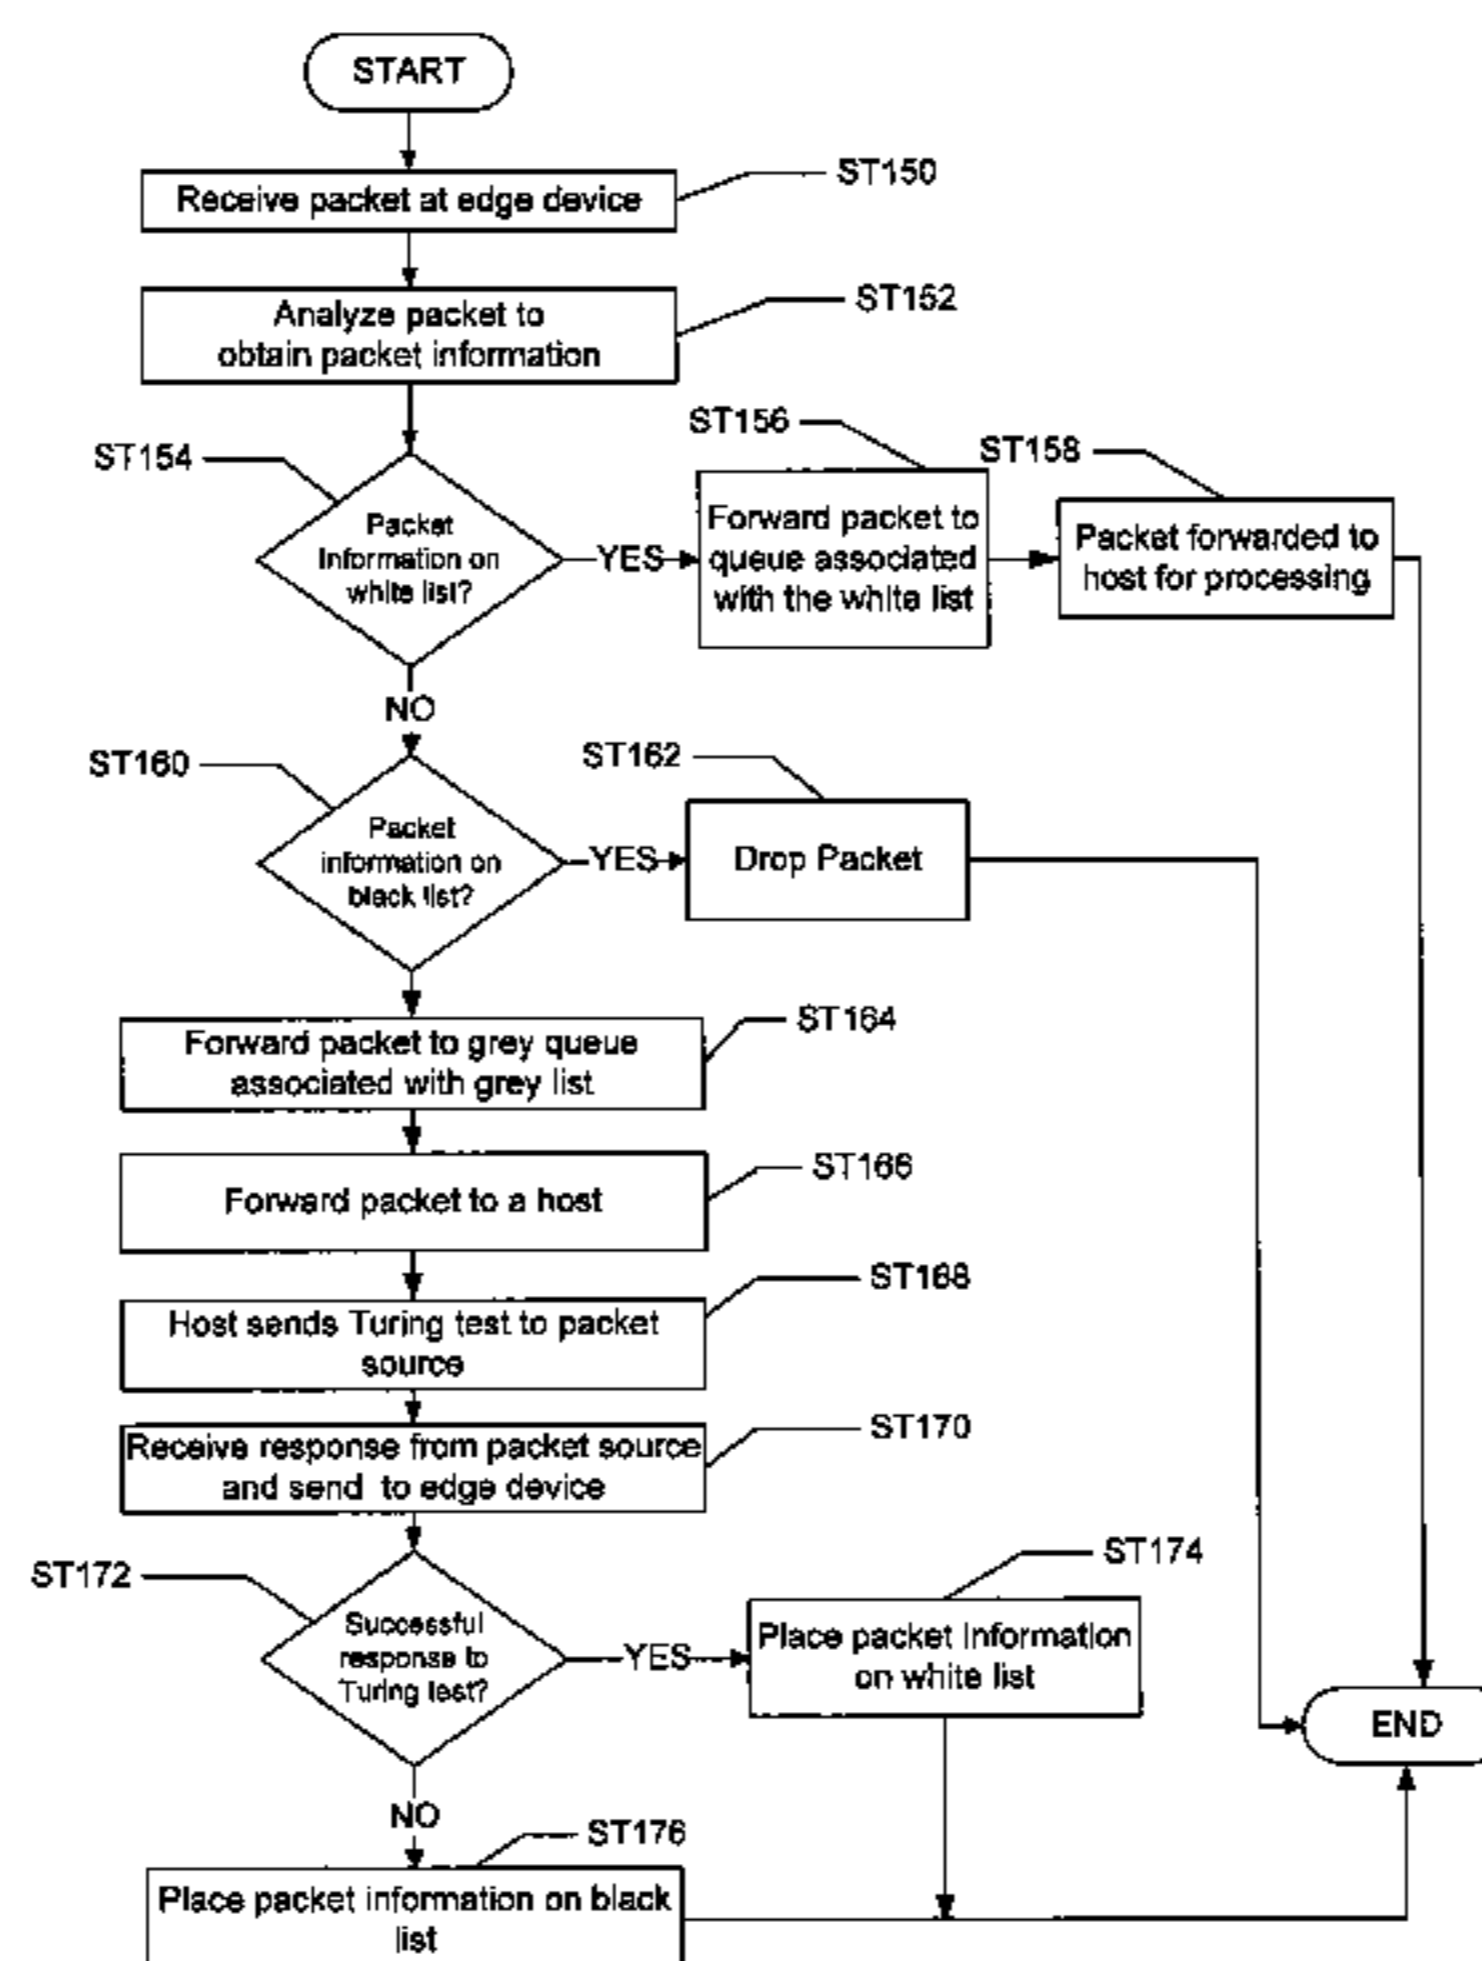 START
ST150
Receive packet at edge device
ST152
Analyze packet to
obtain packet information
ST154
Packet
Information on
white list?
YES
ST156
Forward packet to
queue associated
with the white list
ST158
Packet forwarded to
host for processing
NO
ST160
Packet
information on
black list?
YES
ST162
Drop Packet
ST164
Forward packet to grey queue
associated with grey list
ST166
Forward packet to a host
ST168
Host sends Turing test to packet
source
ST170
Receive response from packet source
and send to edge device
ST172
Successful
response to
Turing test?
YES
ST174
Place packet Information
on white list
END
NO
ST176
Place packet information on black
list